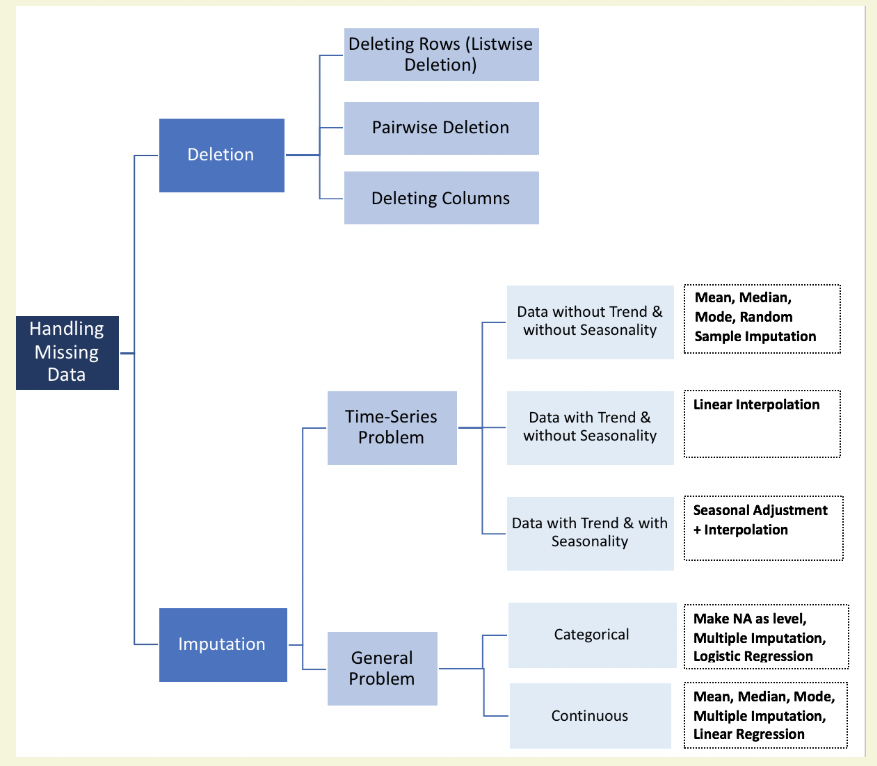 Deleting Rows (Listwise
Deletion)
Deletion
Pairwise Deletion
Deleting Columns
Handling
Missing
Data
Data without Trend &
without Seasonality
Mean, Median,
Mode, Random
Sample Imputation
Time-Series
Problem
Data with Trend &
without Seasonality
Linear Interpolation
Data with Trend & with
Seasonality
Seasonal Adjustment
+ Interpolation
Imputation
General
Problem
Categorical
Make NA as level,
Multiple Imputation,
Logistic Regression
Continuous
Mean, Median, Mode,
Multiple Imputation,
Linear Regression